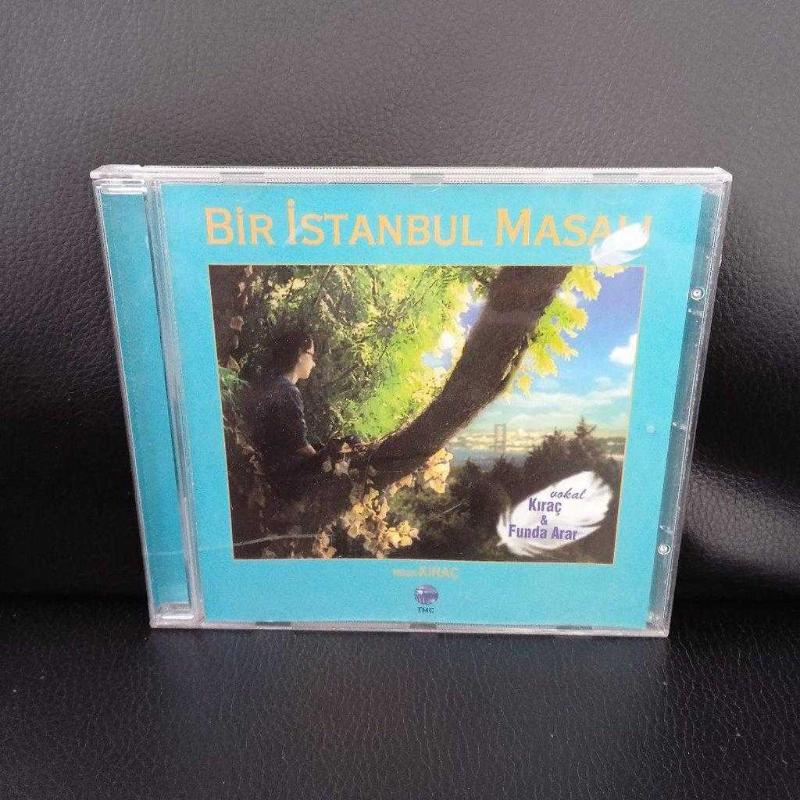 BİR İSTANBUL MASALI
vokal
Kıraç
&
Funda Arar
KIRAÇ
TMC